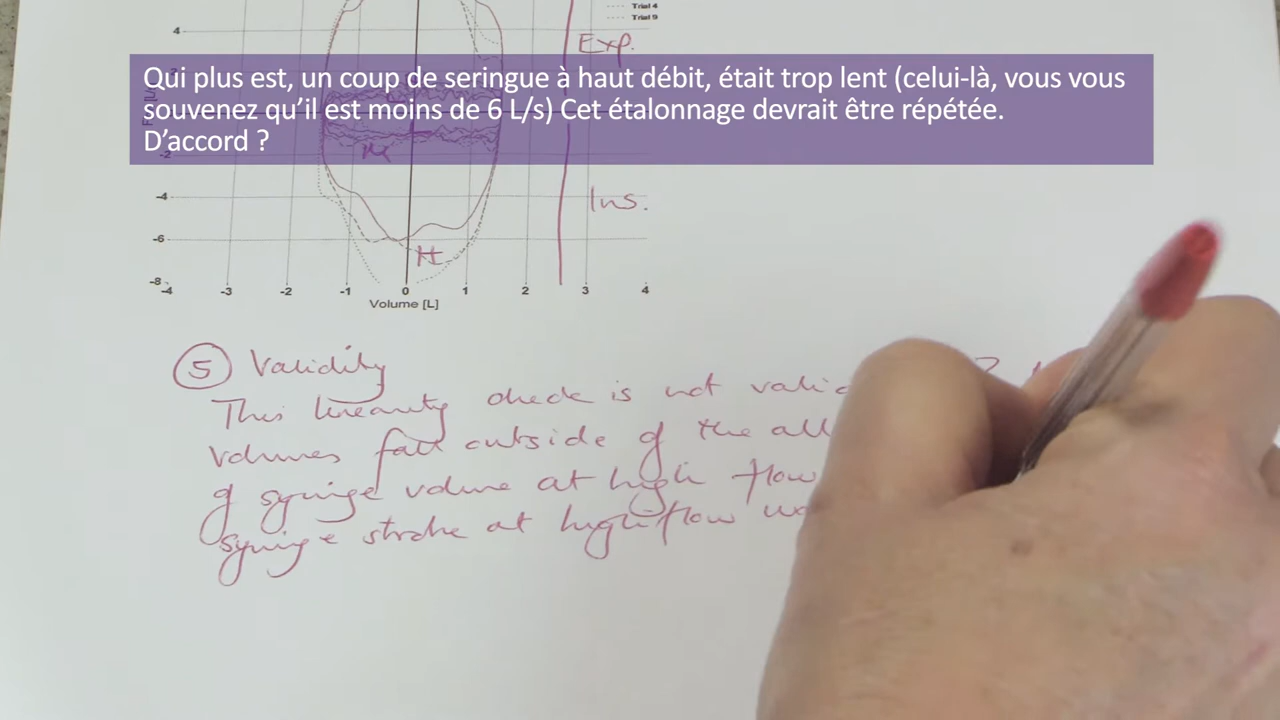 Trial 4
Trial 9
4
Exp.
Qui plus est, un coup de seringue à haut débit, était trop lent (celui-là, vous vous
souvenez qu’il est moins de 6 L/s) Cet étalonnage devrait être répétée.
D’accord ?
-2
M
-4
Ins.
-6
H
-8
-4 -3 -2 -1 0 1 2 3 4
Volume [L]
5 Validity
This linearity check is not valid
volumes fall outside of the all
of syringe volume at high flow
syringe stroke at high flow